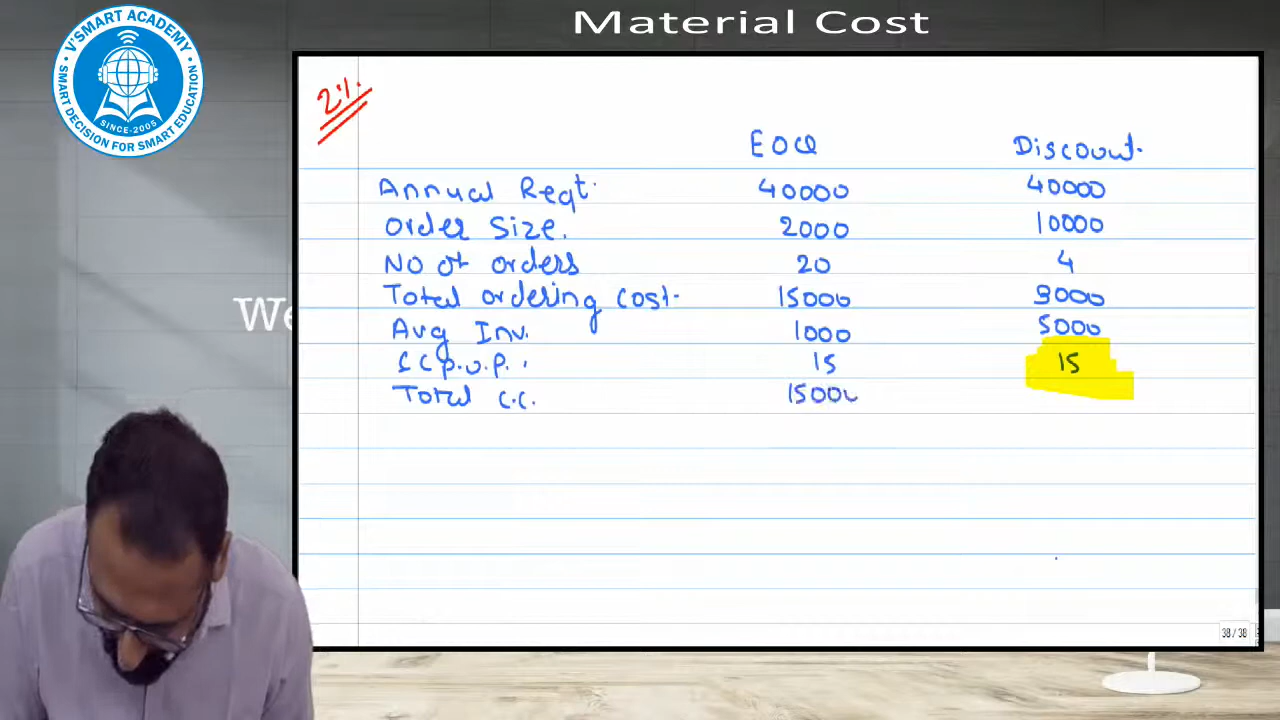 Material Cost
V'SMART ACADEMY
SMART DECISION FOR SMART EDUCATION
SINCE-2005
2%
EOQ Discount.
Annual Reqt. 40000 40000
Order Size. 2000 10000
No of orders 20 4
Total ordering cost. 15000 3000
We
Avg Inv. 1000 5000
CCp.u.p. 15 15
Total C.C. 15000
38 / 38